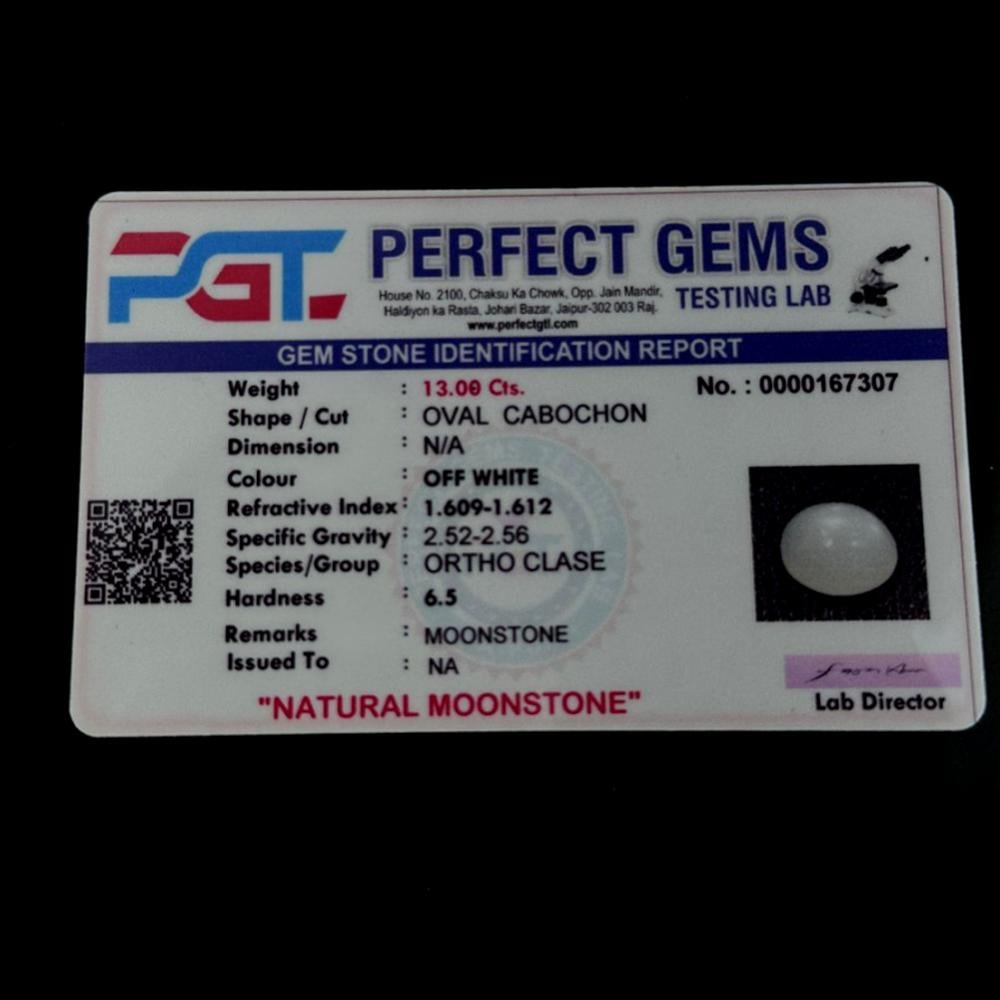 PGT.
PERFECT GEMS
TESTING LAB
House No. 2100, Chaksu Ka Chowk, Opp. Jain Mandir,
Haldiyon ka Rasta, Johari Bazar, Jaipur-302 003 Raj.
www.perfectgtl.com
GEM STONE IDENTIFICATION REPORT
No. : 0000167307
Weight : 13.00 Cts.
Shape / Cut : OVAL CABOCHON
Dimension : N/A
Colour : OFF WHITE
Refractive Index : 1.609-1.612
Specific Gravity : 2.52-2.56
Species/Group : ORTHO CLASE
Hardness : 6.5
Remarks : MOONSTONE
Issued To : NA
"NATURAL MOONSTONE"
Lab Director